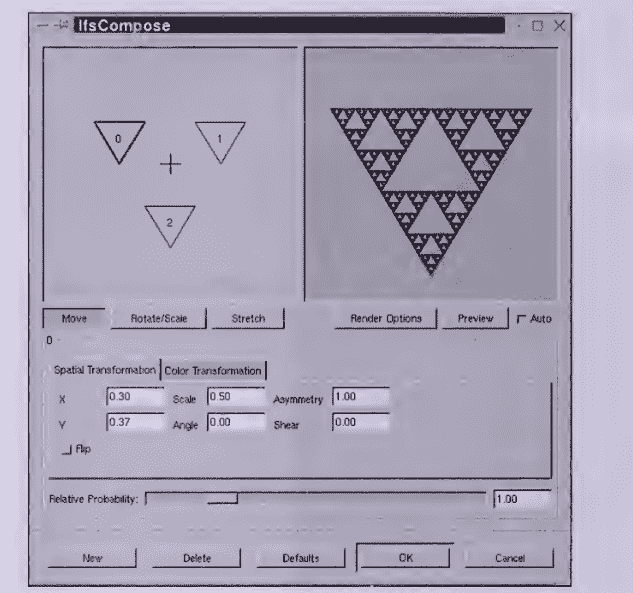 IfsCompose
0 1
2
Move Rotate/Scale Stretch Render Options Preview Auto
0
Spatial Transformation Color Transformation
X 0.30 Scale 0.50 Asymmetry 1.00
Y 0.37 Angle 0.00 Shear 0.00
Flip
Relative Probability: 1.00
New Delete Defaults OK Cancel